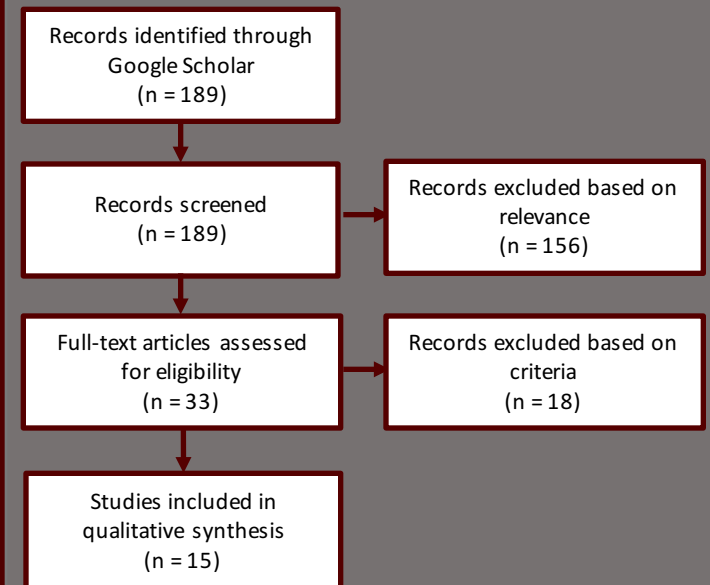 Records identified through
Google Scholar
(n = 189)
Records screened
(n = 189)
Records excluded based on
relevance
(n = 156)
Full-text articles assessed
for eligibility
(n = 33)
Records excluded based on
criteria
(n = 18)
Studies included in
qualitative synthesis
(n = 15)